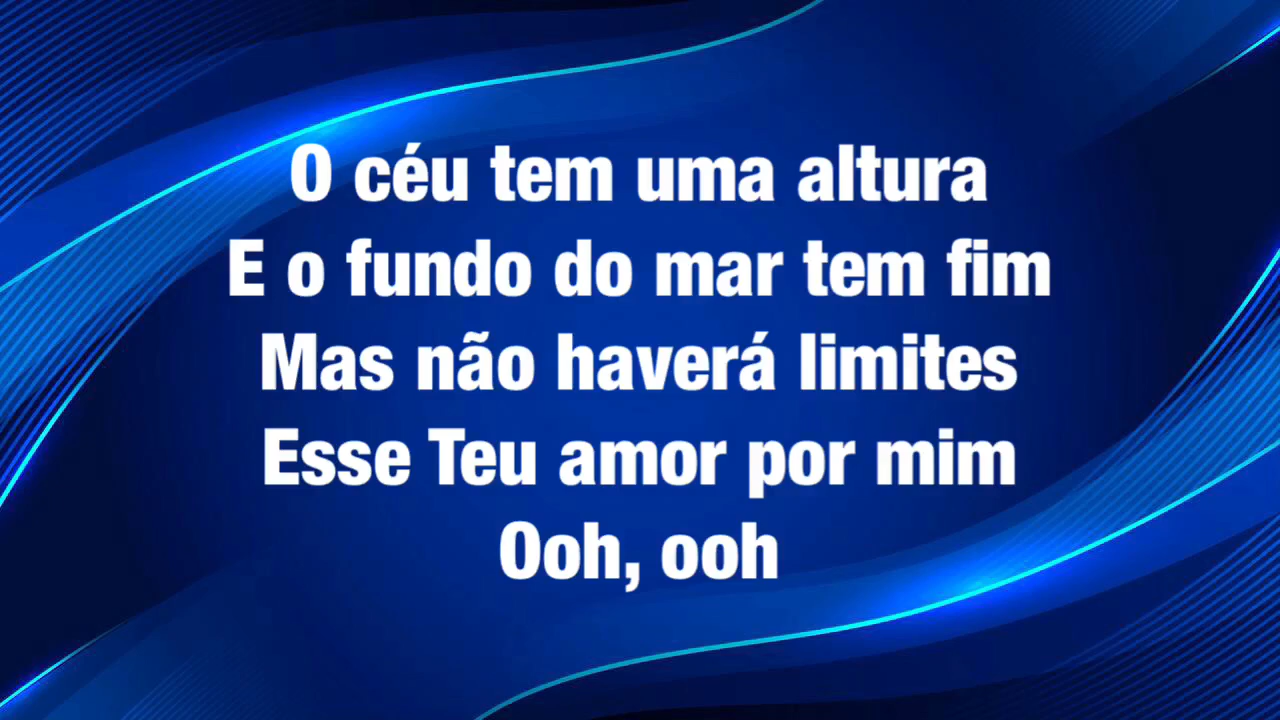 O céu tem uma altura
E o fundo do mar tem fim
Mas não haverá limites
Esse Teu amor por mim
Ooh, ooh